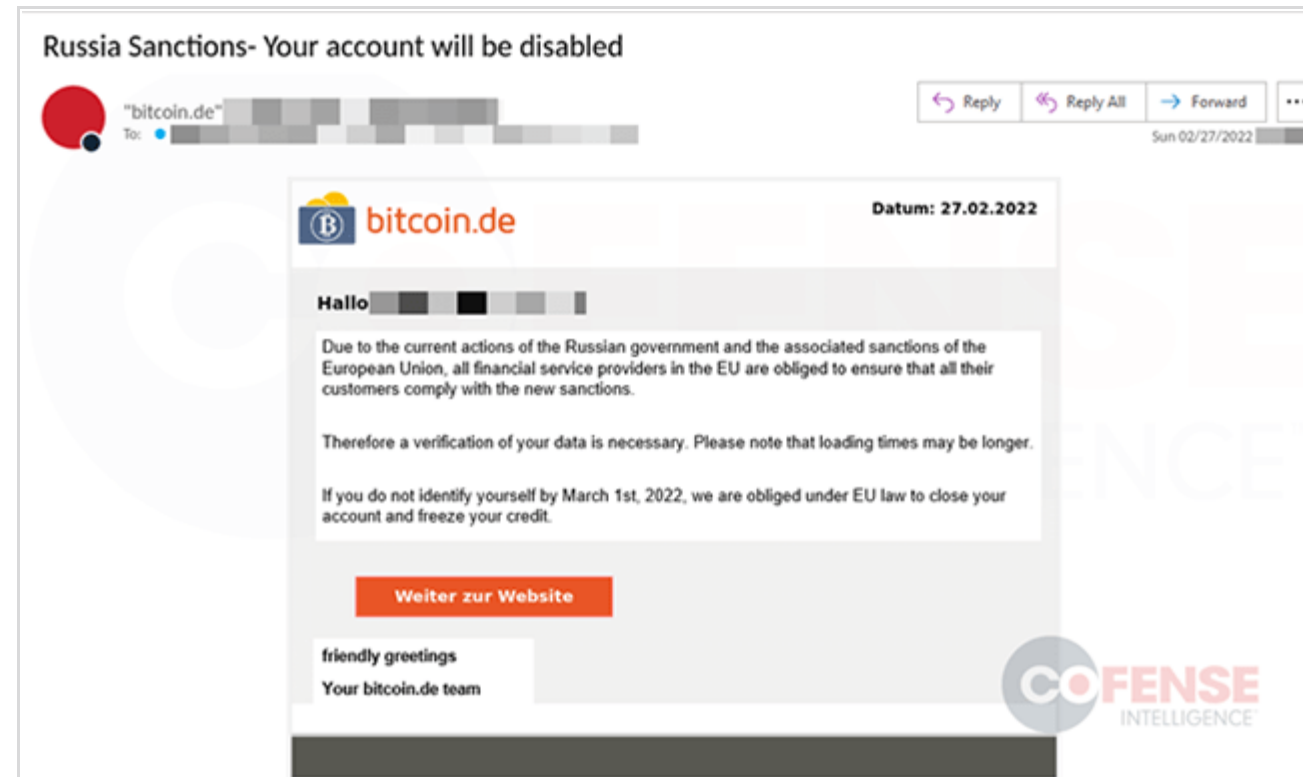 Russia Sanctions- Your account will be disabled
"bitcoin.de"
To:
Reply
Reply All
Forward
Sun 02/27/2022
bitcoin.de
Datum: 27.02.2022
Hallo
Due to the current actions of the Russian government and the associated sanctions of the
European Union, all financial service providers in the EU are obliged to ensure that all their
customers comply with the new sanctions.
Therefore a verification of your data is necessary. Please note that loading times may be longer.
If you do not identify yourself by March 1st, 2022, we are obliged under EU law to close your
account and freeze your credit.
Weiter zur Website
friendly greetings
Your bitcoin.de team
COFENSE
INTELLIGENCE